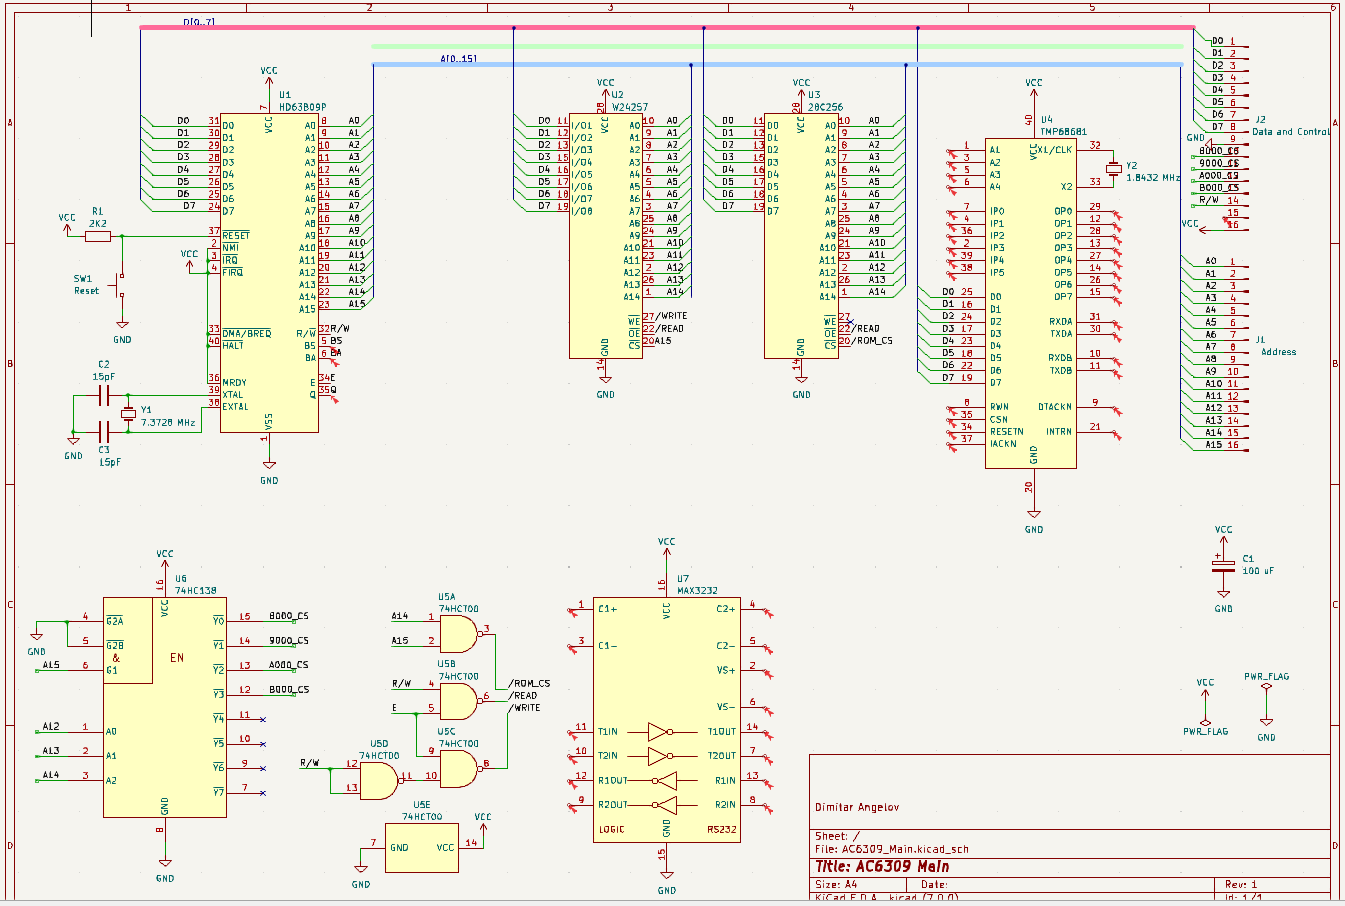 1 2 3 4 5 6
D[0..7]
A[0..15]
A
B
C
D
VCC
7
U1
HD63B09P
VCC
D0 31 D0
D1 30 D1
D2 29 D2
D3 28 D3
D4 27 D4
D5 26 D5
D6 25 D6
D7 24 D7
37 RESET
2 NMI
3 IRQ
4 FIRQ
33 DMA/BREQ
40 HALT
36 MRDY
39 XTAL
38 EXTAL
A0 8 A0
A1 9 A1
A2 10 A2
A3 11 A3
A4 12 A4
A5 13 A5
A6 14 A6
A7 15 A7
A8 16 A8
A9 17 A9
A10 18 A10
A11 19 A11
A12 20 A12
A13 21 A13
A14 22 A14
A15 23 A15
R/W 32 R/W
BS 5 BS
BA 6 BA
E 34 E
Q 35 Q
VSS
1
GND
VCC
R1
2K2
VCC
SW1
Reset
GND
C2
15pF
Y1
7.3728 MHz
GND
C3
15pF
VCC
28
U2
W24257
D0 11 I/O1
D1 12 I/O2
D2 13 I/O3
D3 15 I/O4
D4 16 I/O5
D5 17 I/O6
D6 18 I/O7
D7 19 I/O8
A0 10 A0
A1 9 A1
A2 8 A2
A3 7 A3
A4 6 A4
A5 5 A5
A6 4 A6
A7 3 A7
A8 25 A8
A9 24 A9
A10 21 A10
A11 23 A11
A12 2 A12
A13 26 A13
A14 1 A14
WE 27 /WRITE
OE 22 /READ
CS 20 A15
GND
14
GND
VCC
28
U3
28C256
VCC
D0 11 D0
D1 12 D1
D2 13 D2
D3 15 D3
D4 16 D4
D5 17 D5
D6 18 D6
D7 19 D7
A0 10 A0
A1 9 A1
A2 8 A2
A3 7 A3
A4 6 A4
A5 5 A5
A6 4 A6
A7 3 A7
A8 25 A8
A9 24 A9
A10 21 A10
A11 23 A11
A12 2 A12
A13 26 A13
A14 1 A14
WE 27
OE 22 /READ
CS 20 /ROM_CS
GND
14
GND
VCC
40
U4
TMP68681
VCC
1 A1
3 A2
5 A3
6 A4
7 IP0
4 IP1
36 IP2
2 IP3
39 IP4
38 IP5
D0 25 D0
D1 16 D1
D2 24 D2
D3 17 D3
D4 23 D4
D5 18 D5
D6 22 D6
D7 19 D7
8 RWN
35 CSN
34 RESETN
37 IACKN
X1/CLK 32
X2 33
Y2
1.8432 MHz
OP0 29
OP1 12
OP2 28
OP3 13
OP4 27
OP5 14
OP6 26
OP7 15
RXDA 31
TXDA 30
RXDB 10
TXDB 11
DTACKN 9
INTRN 21
GND
20
GND
D0 1
D1 2
D2 3
D3 4
D4 5
D5 6
D6 7
D7 8
GND 9
8000_CS
9000_CS
A000_CS
B000_CS
R/W 14
15
VCC 16
J2
Data and Control
A0 1
A1 2
A2 3
A3 4
A4 5
A5 6
A6 7
A7 8
A8 9
A9 10
A10 11
A11 12
A12 13
A13 14
A14 15
A15 16
J1
Address
VCC
C1
100 uF
GND
VCC
PWR_FLAG
PWR_FLAG
GND
VCC
16
U6
74HC138
VCC
4 G2A
5 G2B
&
6 G1
EN
GND
A15
A12 1 A0
A13 2 A1
A14 3 A2
Y0 15 8000_CS
Y1 14 9000_CS
Y2 13 A000_CS
Y3 12 B000_CS
Y4 11
Y5 10
Y6 9
Y7 7
GND
8
GND
U5A
74HCT00
A14 1
A15 2
3
U5B
74HCT00
R/W 4
E 5
6
/ROM_CS
/READ
/WRITE
U5C
74HCT00
9
10
8
U5D
74HCT00
R/W 12
13
11
U5E
74HCT00
7 GND
VCC 14
VCC
GND
VCC
16
U7
MAX3232
VCC
1 C1+
3 C1-
C2+ 4
C2- 5
VS+ 2
VS- 6
11 T1IN
T1OUT 14
10 T2IN
T2OUT 7
12 R1OUT
R1IN 13
9 R2OUT
R2IN 8
LOGIC
GND
RS232
15
GND
Dimitar Angelov
Sheet: /
File: AC6309_Main.kicad_sch
Title: AC6309 Main
Size: A4
Date:
Rev: 1
KiCad E.D.A. kicad (7.0.0)
Id: 1/1